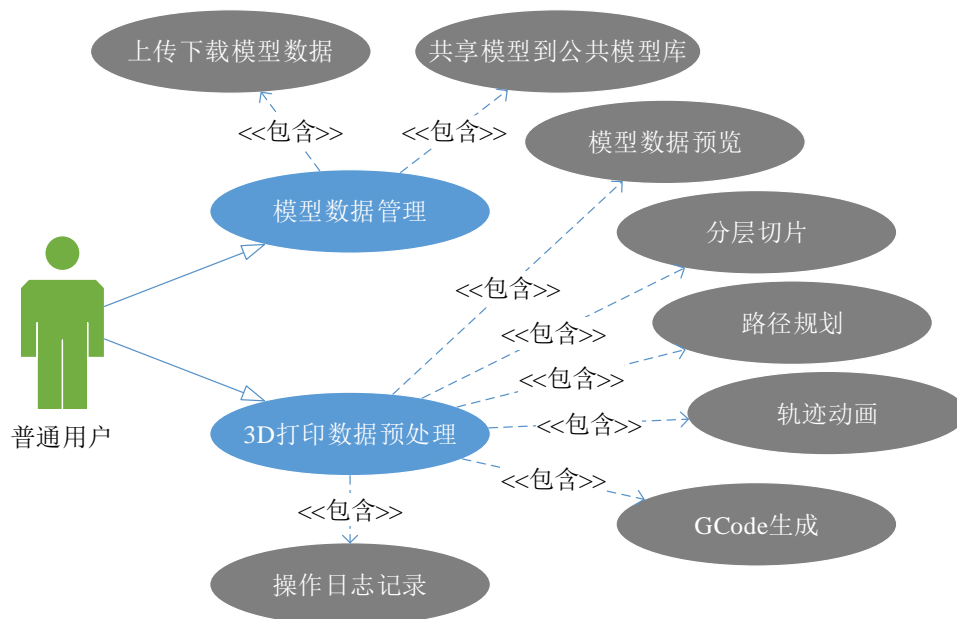 上传下载模型数据
共享模型到公共模型库
<<包含>>
<<包含>>
模型数据预览
模型数据管理
分层切片
<<包含>>
路径规划
<<包含>>
<<包含>>
轨迹动画
普通用户
3D打印数据预处理
<<包含>>
<<包含>>
<<包含>>
GCode生成
操作日志记录